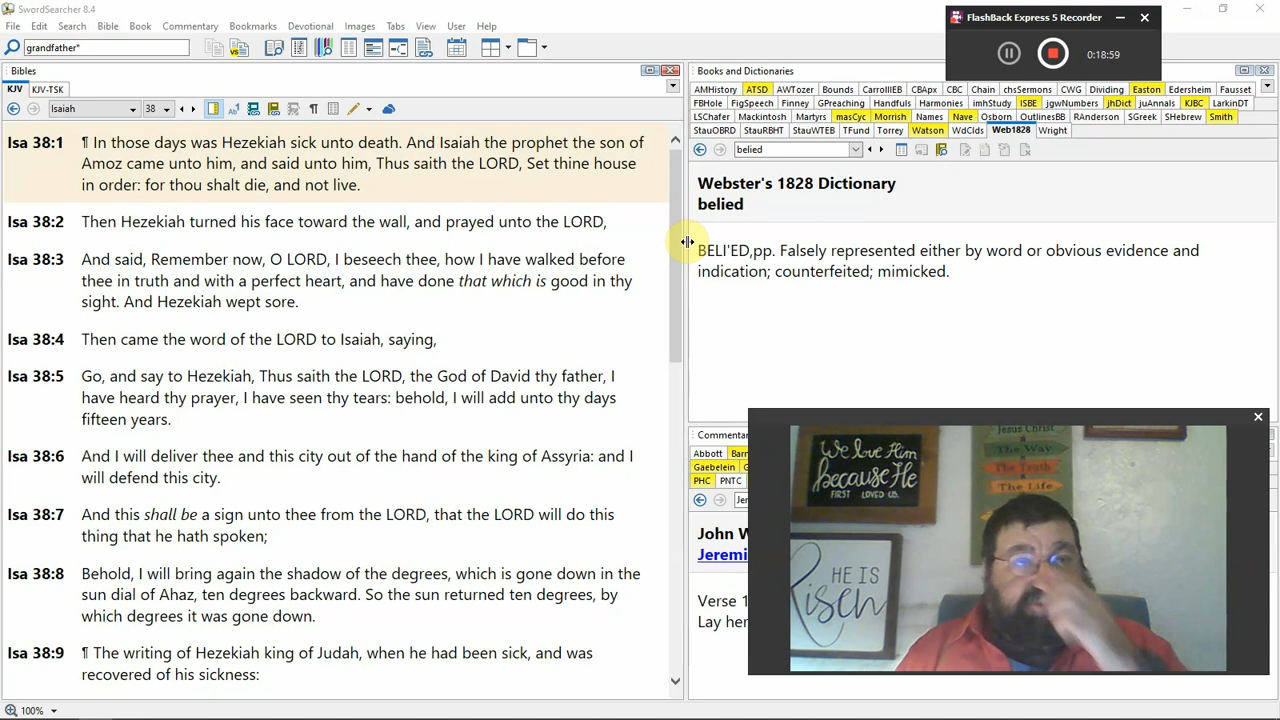 SwordSearcher 8.4
File Edit Search Bible Book Commentary Bookmarks Devotional Images Tabs View User Help
grandfather*
FlashBack Express 5 Recorder
0:18:59
Bibles
KJV KJV-TSK
Isaiah 38
Isa 38:1 ¶ In those days was Hezekiah sick unto death. And Isaiah the prophet the son of
Amoz came unto him, and said unto him, Thus saith the LORD, Set thine house
in order: for thou shalt die, and not live.
Isa 38:2 Then Hezekiah turned his face toward the wall, and prayed unto the LORD,
Isa 38:3 And said, Remember now, O LORD, I beseech thee, how I have walked before
thee in truth and with a perfect heart, and have done that which is good in thy
sight. And Hezekiah wept sore.
Isa 38:4 Then came the word of the LORD to Isaiah, saying,
Isa 38:5 Go, and say to Hezekiah, Thus saith the LORD, the God of David thy father, I
have heard thy prayer, I have seen thy tears: behold, I will add unto thy days
fifteen years.
Isa 38:6 And I will deliver thee and this city out of the hand of the king of Assyria: and I
will defend this city.
Isa 38:7 And this shall be a sign unto thee from the LORD, that the LORD will do this
thing that he hath spoken;
Isa 38:8 Behold, I will bring again the shadow of the degrees, which is gone down in the
sun dial of Ahaz, ten degrees backward. So the sun returned ten degrees, by
which degrees it was gone down.
Isa 38:9 ¶ The writing of Hezekiah king of Judah, when he had been sick, and was
recovered of his sickness:
100%
Books and Dictionaries
AMHistory ATSD AWTozer Bounds CarrollIEB CBApx CBC Chain chsSermons CWG Dividing Easton Edersheim Fausset
FBHole FigSpeech Finney GPreaching Handfuls Harmonies imhStudy ISBE jgwNumbers jhDict juAnnals KJBC LarkinDT
LSChafer Mackintosh Martyrs masCyc Morrish Names Nave Osborn OutlinesBB RAnderson SGreek SHebrew Smith
StauOBRD StauRBHT StauWTEB TFund Torrey Watson WdClids Web1828 Wright
belied
Webster's 1828 Dictionary
belied
BELI'ED,pp. Falsely represented either by word or obvious evidence and
indication; counterfeited; mimicked.
Commentar
Abbott Barn
Gaebelein G
PHC PNTC
Jer
John W
Jeremi
Verse 1
Lay her
We love Him
because He
FIRST LOVED US.
Jesus Christ
The Way
The Truth
The Life
HE IS
Risen